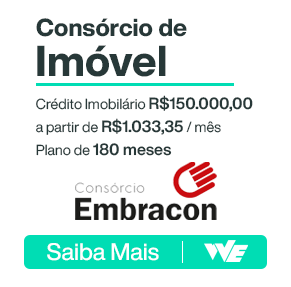 Consórcio de
Imóvel
Crédito Imobiliário R$150.000,00
a partir de R$1.033,35 / mês
Plano de 180 meses
Consórcio
Embracon
Saiba Mais | WE